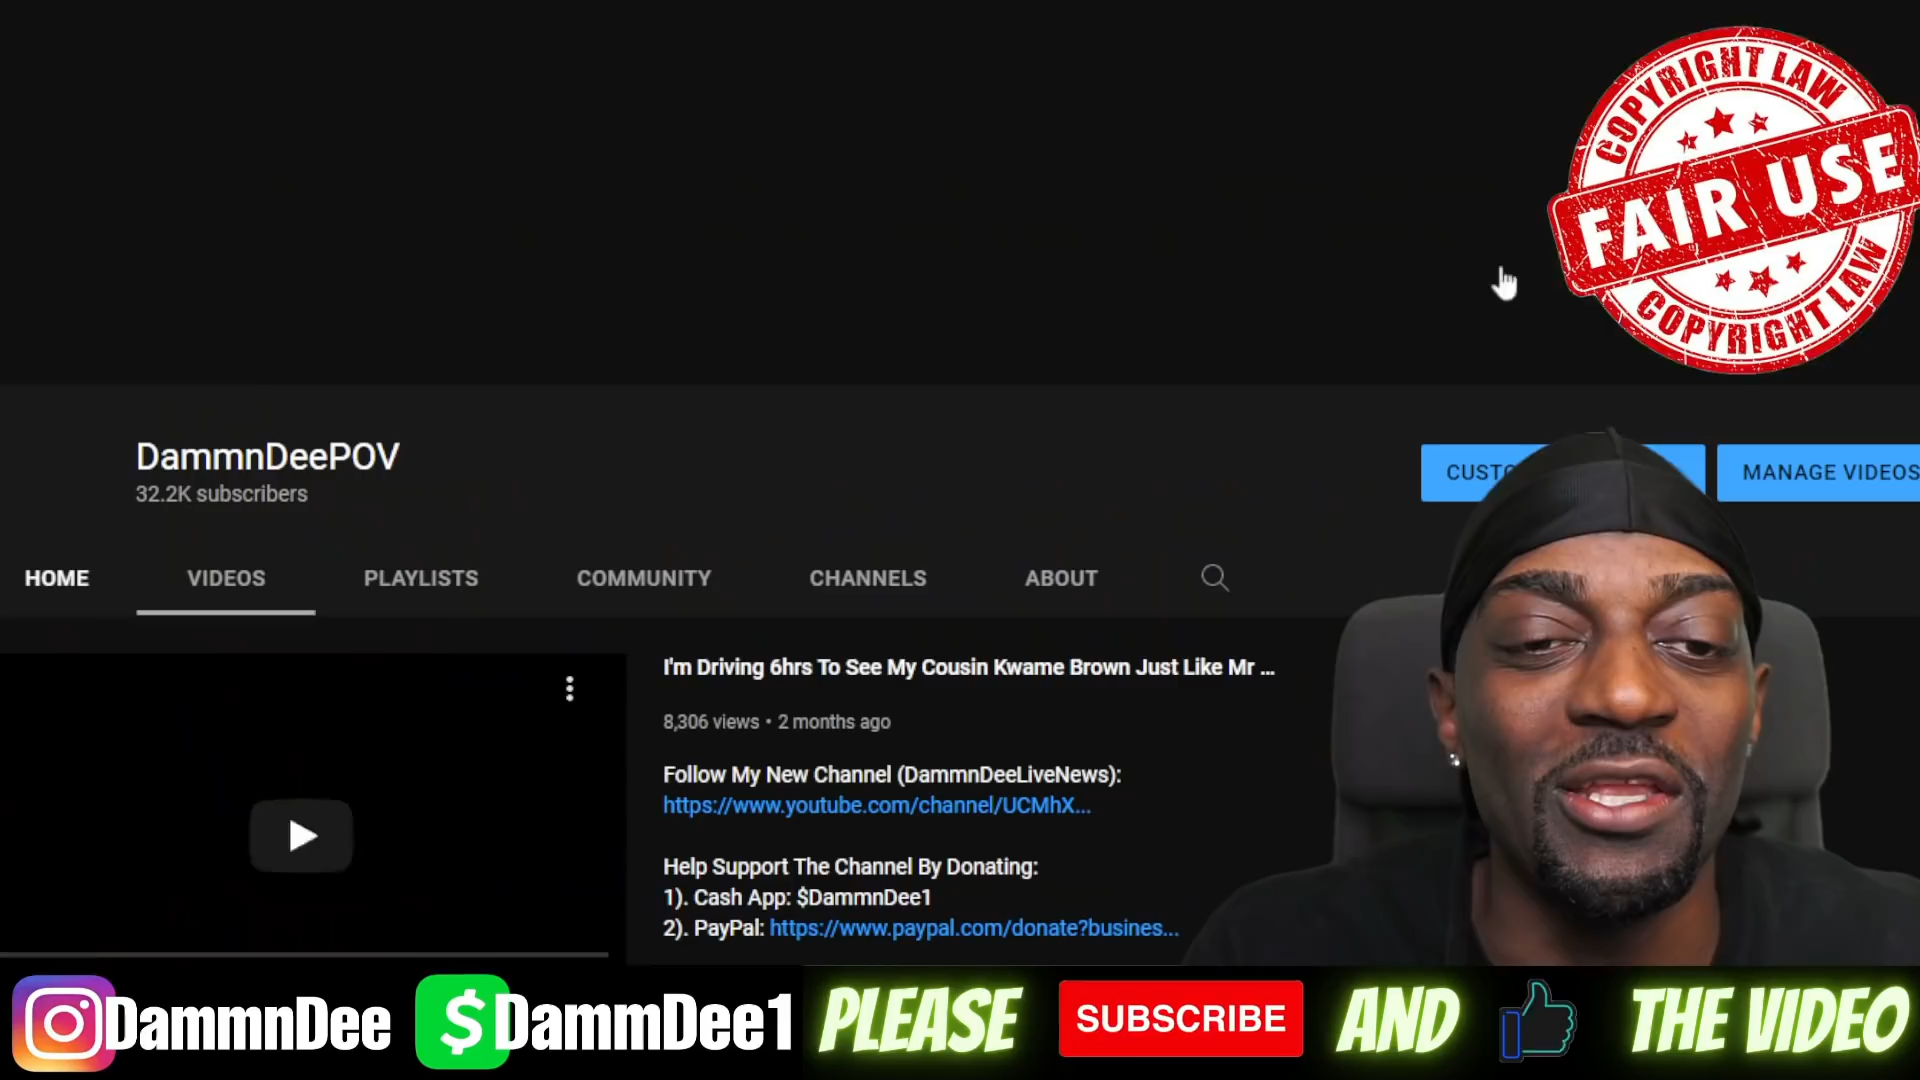 COPYRIGHT LAW
FAIR USE
COPYRIGHT LAW
DammnDeePOV
32.2K subscribers
MANAGE VIDEOS
HOME VIDEOS PLAYLISTS COMMUNITY CHANNELS ABOUT
I'm Driving 6hrs To See My Cousin Kwame Brown Just Like Mr ...
8,306 views • 2 months ago
Follow My New Channel (DammnDeeLiveNews):
https://www.youtube.com/channel/UCMhX...
Help Support The Channel By Donating:
1). Cash App: $DammnDee1
2). PayPal: https://www.paypal.com/donate?busines...
DammnDee $DammDee1 PLEASE SUBSCRIBE AND THE VIDEO